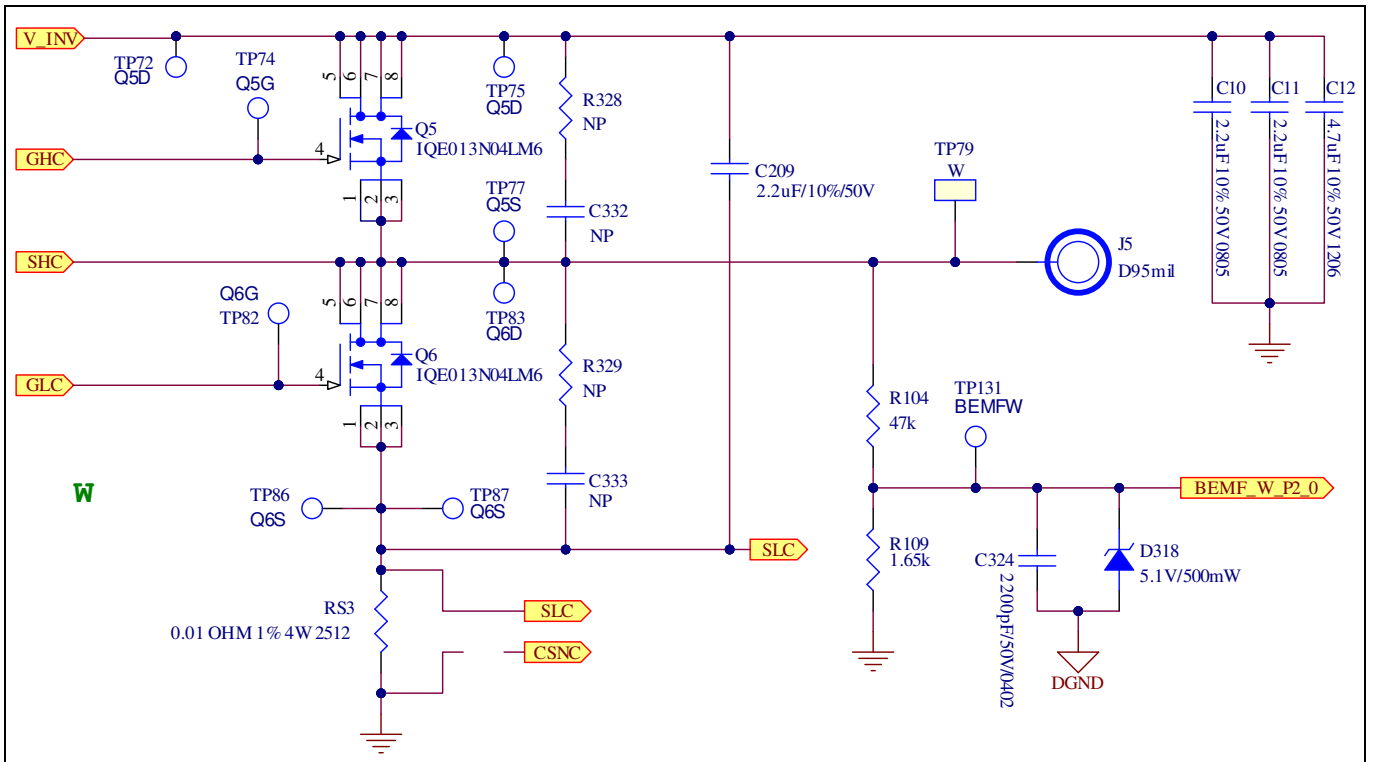 V_INV
TP72
Q5D
TP74
Q5G
5
6
7
8
TP75
Q5D
R328
NP
C10
2.2uF 10% 50V 0805
C11
2.2uF 10% 50V 0805
C12
4.7uF 10% 50V 1206
Q5
IQE013N04LM6
GHC
4
1
2
3
TP77
Q5S
C332
NP
C209
2.2uF/10%/50V
TP79
W
J5
D95mil
SHC
Q6G
TP82
5
6
7
8
TP83
Q6D
Q6
IQE013N04LM6
GLC
4
1
2
3
R329
NP
R104
47k
TP131
BEMFW
W
TP86
Q6S
TP87
Q6S
C333
NP
BEMF_W_P2_0
R109
1.65k
C324
2200pF/50V/0402
D318
5.1V/500mW
SLC
RS3
0.01 OHM 1% 4W 2512
SLC
CSNC
DGND